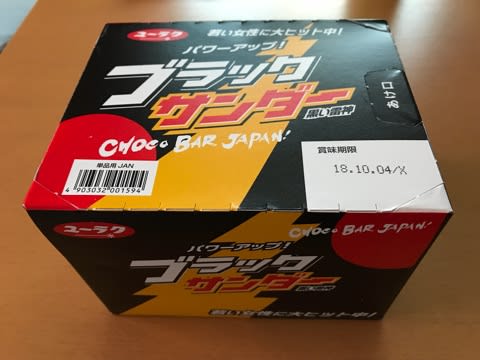 ユーラク
若い女性に大ヒット中!
パワーアップ!
ブラック
サンダー
黒い雷神
あけ口
CHOCO BAR JAPAN!
単品用 JAN
4 903032 001594
賞味期限
18.10.04/X
ユーラク
CHOCO BAR JAPAN!
パワーアップ!
ブラック
サンダー
黒い雷神
若い女性に大ヒット中!